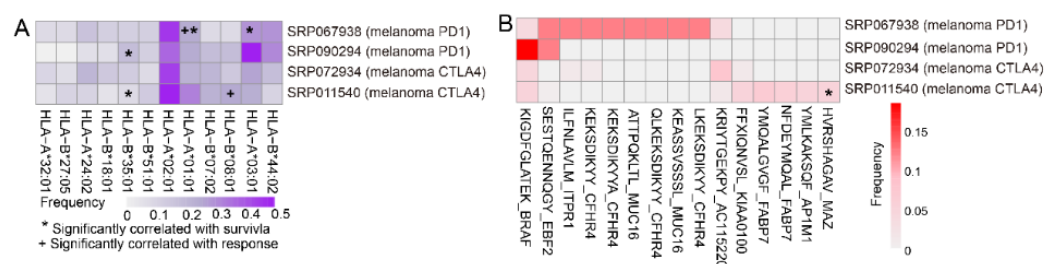 A
+* *
SRP067938 (melanoma PD1)
*
SRP090294 (melanoma PD1)
SRP072934 (melanoma CTLA4)
* +
SRP011540 (melanoma CTLA4)
HLA-A*32:01
HLA-B*27:05
HLA-A*24:02
HLA-B*18:01
HLA-B*35:01
HLA-B*51:01
HLA-A*02:01
HLA-A*01:01
HLA-B*07:02
HLA-B*08:01
HLA-A*03:01
HLA-B*44:02
Frequency
0 0.1 0.2 0.3 0.4 0.5
* Significantly correlated with survivla
+ Significantly correlated with response
B
SRP067938 (melanoma PD1)
SRP090294 (melanoma PD1)
SRP072934 (melanoma CTLA4)
*
SRP011540 (melanoma CTLA4)
KIGDFGLATEK_BRAF
SESTQENNQGY_EBF2
ILFNLAVLM_ITPR1
KEKSDIKYY_CFHR4
KEKSDIKYYA_CFHR4
ATTPQKLTL_MUC16
QLKEKSDIKYY_CFHR4
KEASSVSSSL_MUC16
LKEKSDIKYY_CFHR4
KRIYTGEKPY_AC115220
FFXIQNVSL_KIAA0100
YMQALGVGF_FABP7
NFDEYMQAL_FABP7
YMLKAKSQF_AP1M1
HVRSHAGAV_MAZ
Frequency
0.15
0.1
0.05
0